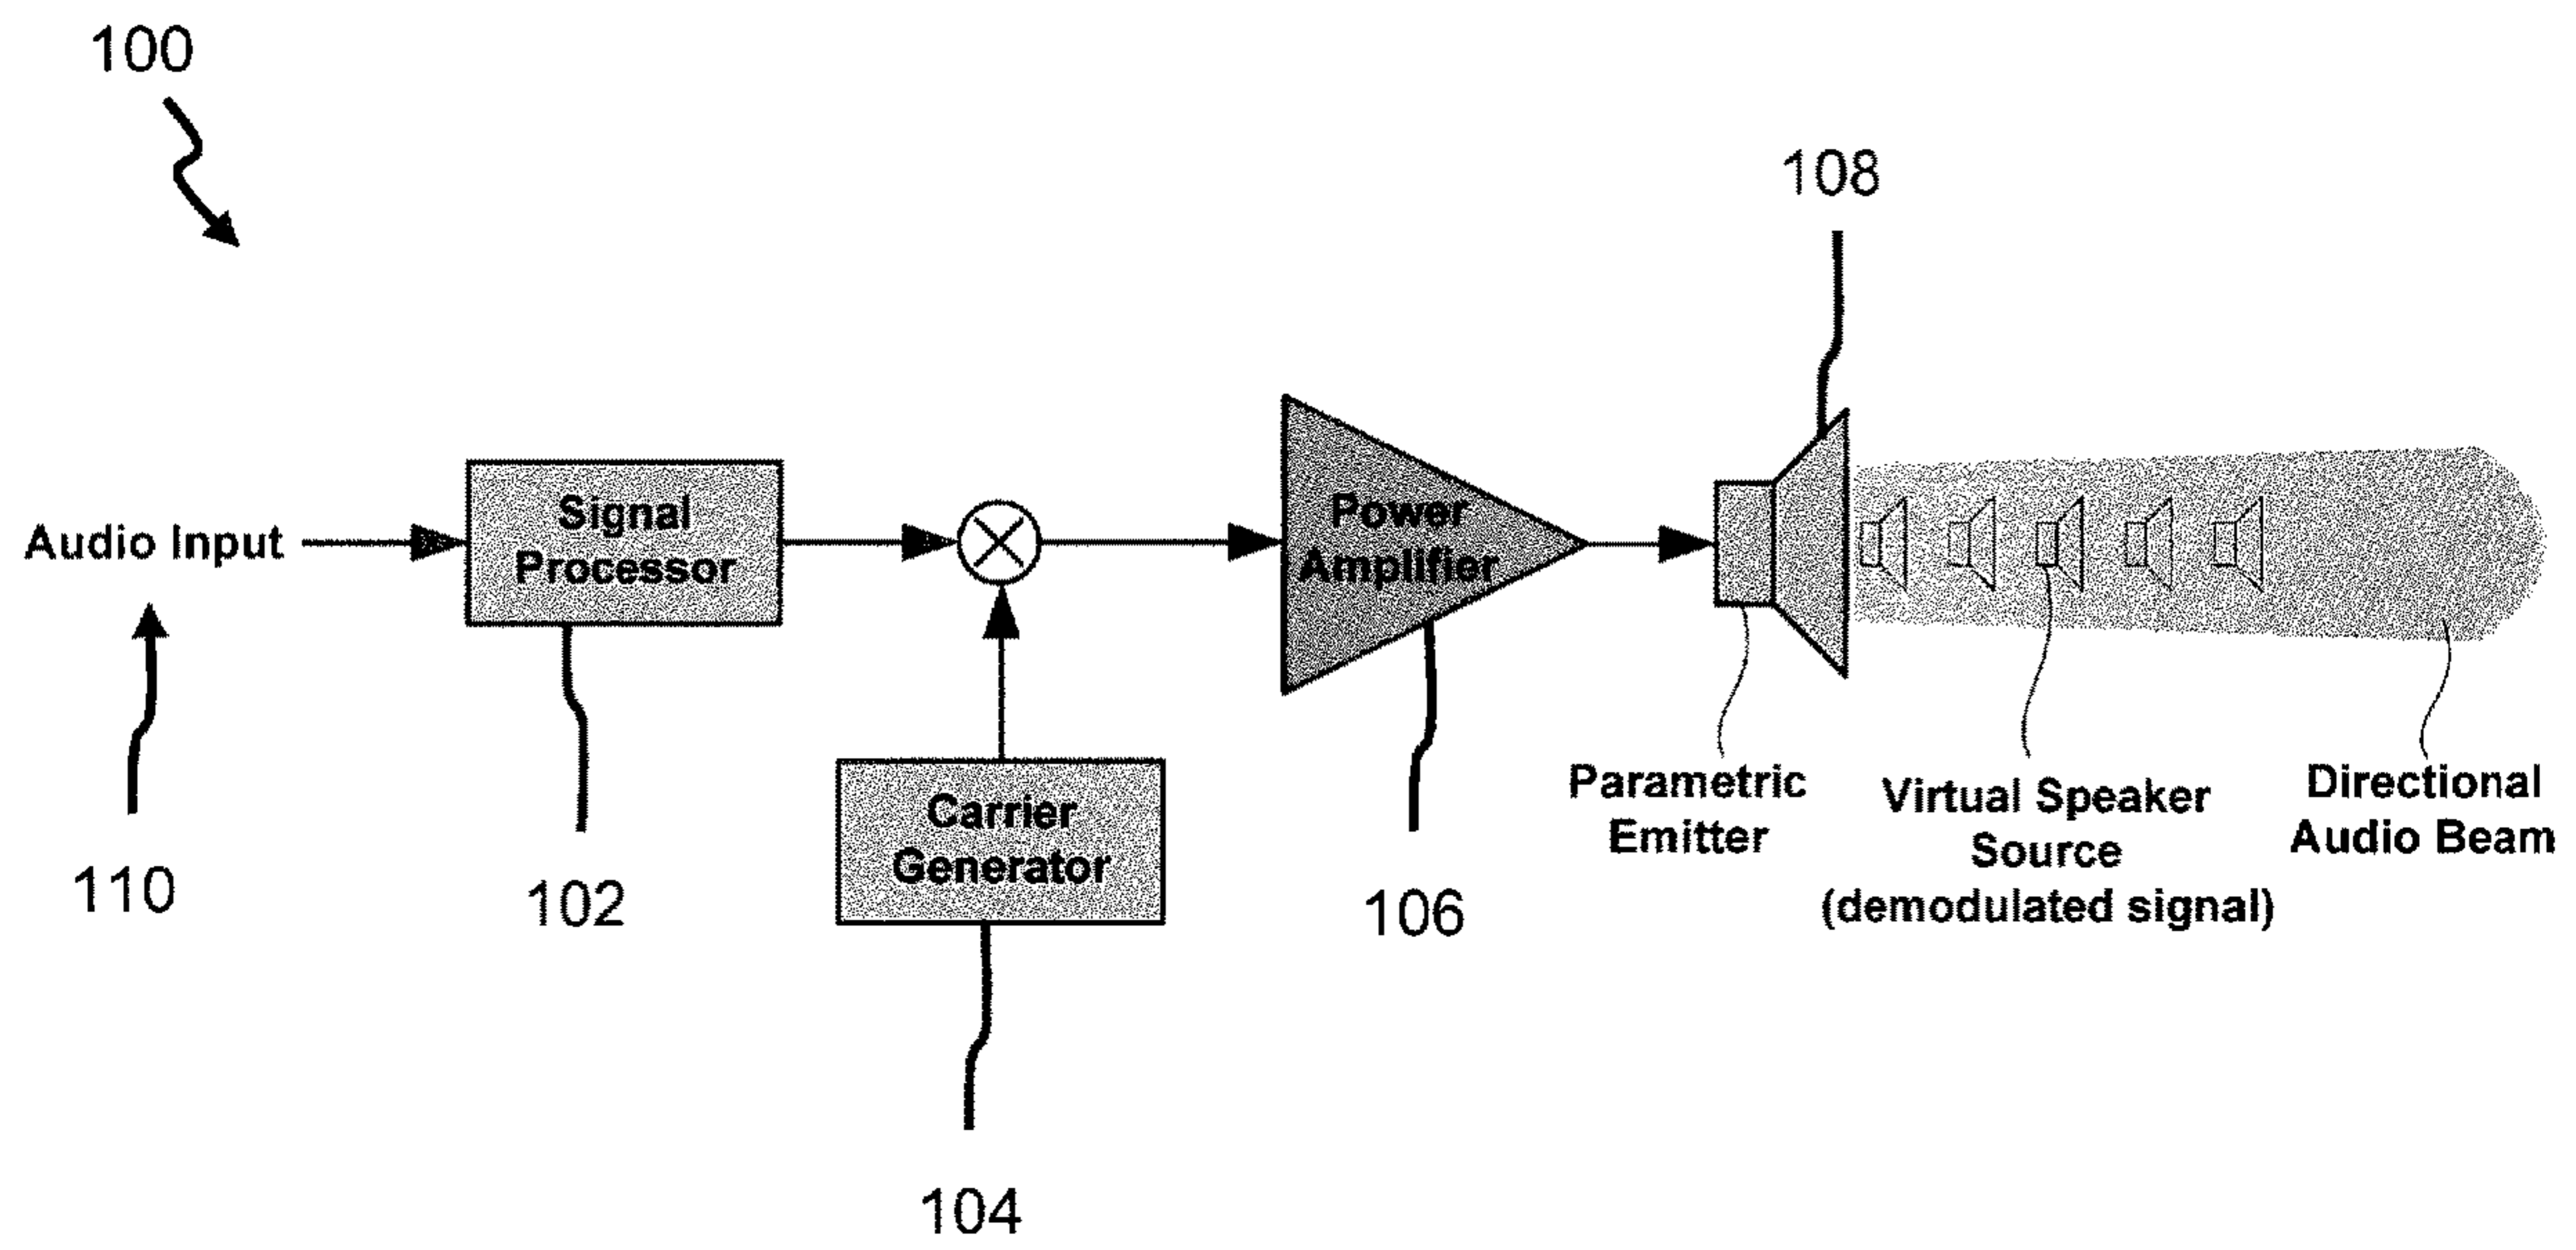 100
108
Audio Input
Signal
Processor
Power
Amplifier
Carrier
Generator
Parametric
Emitter
Virtual Speaker
Source
(demodulated signal)
Directional
Audio Beam
110
102
106
104